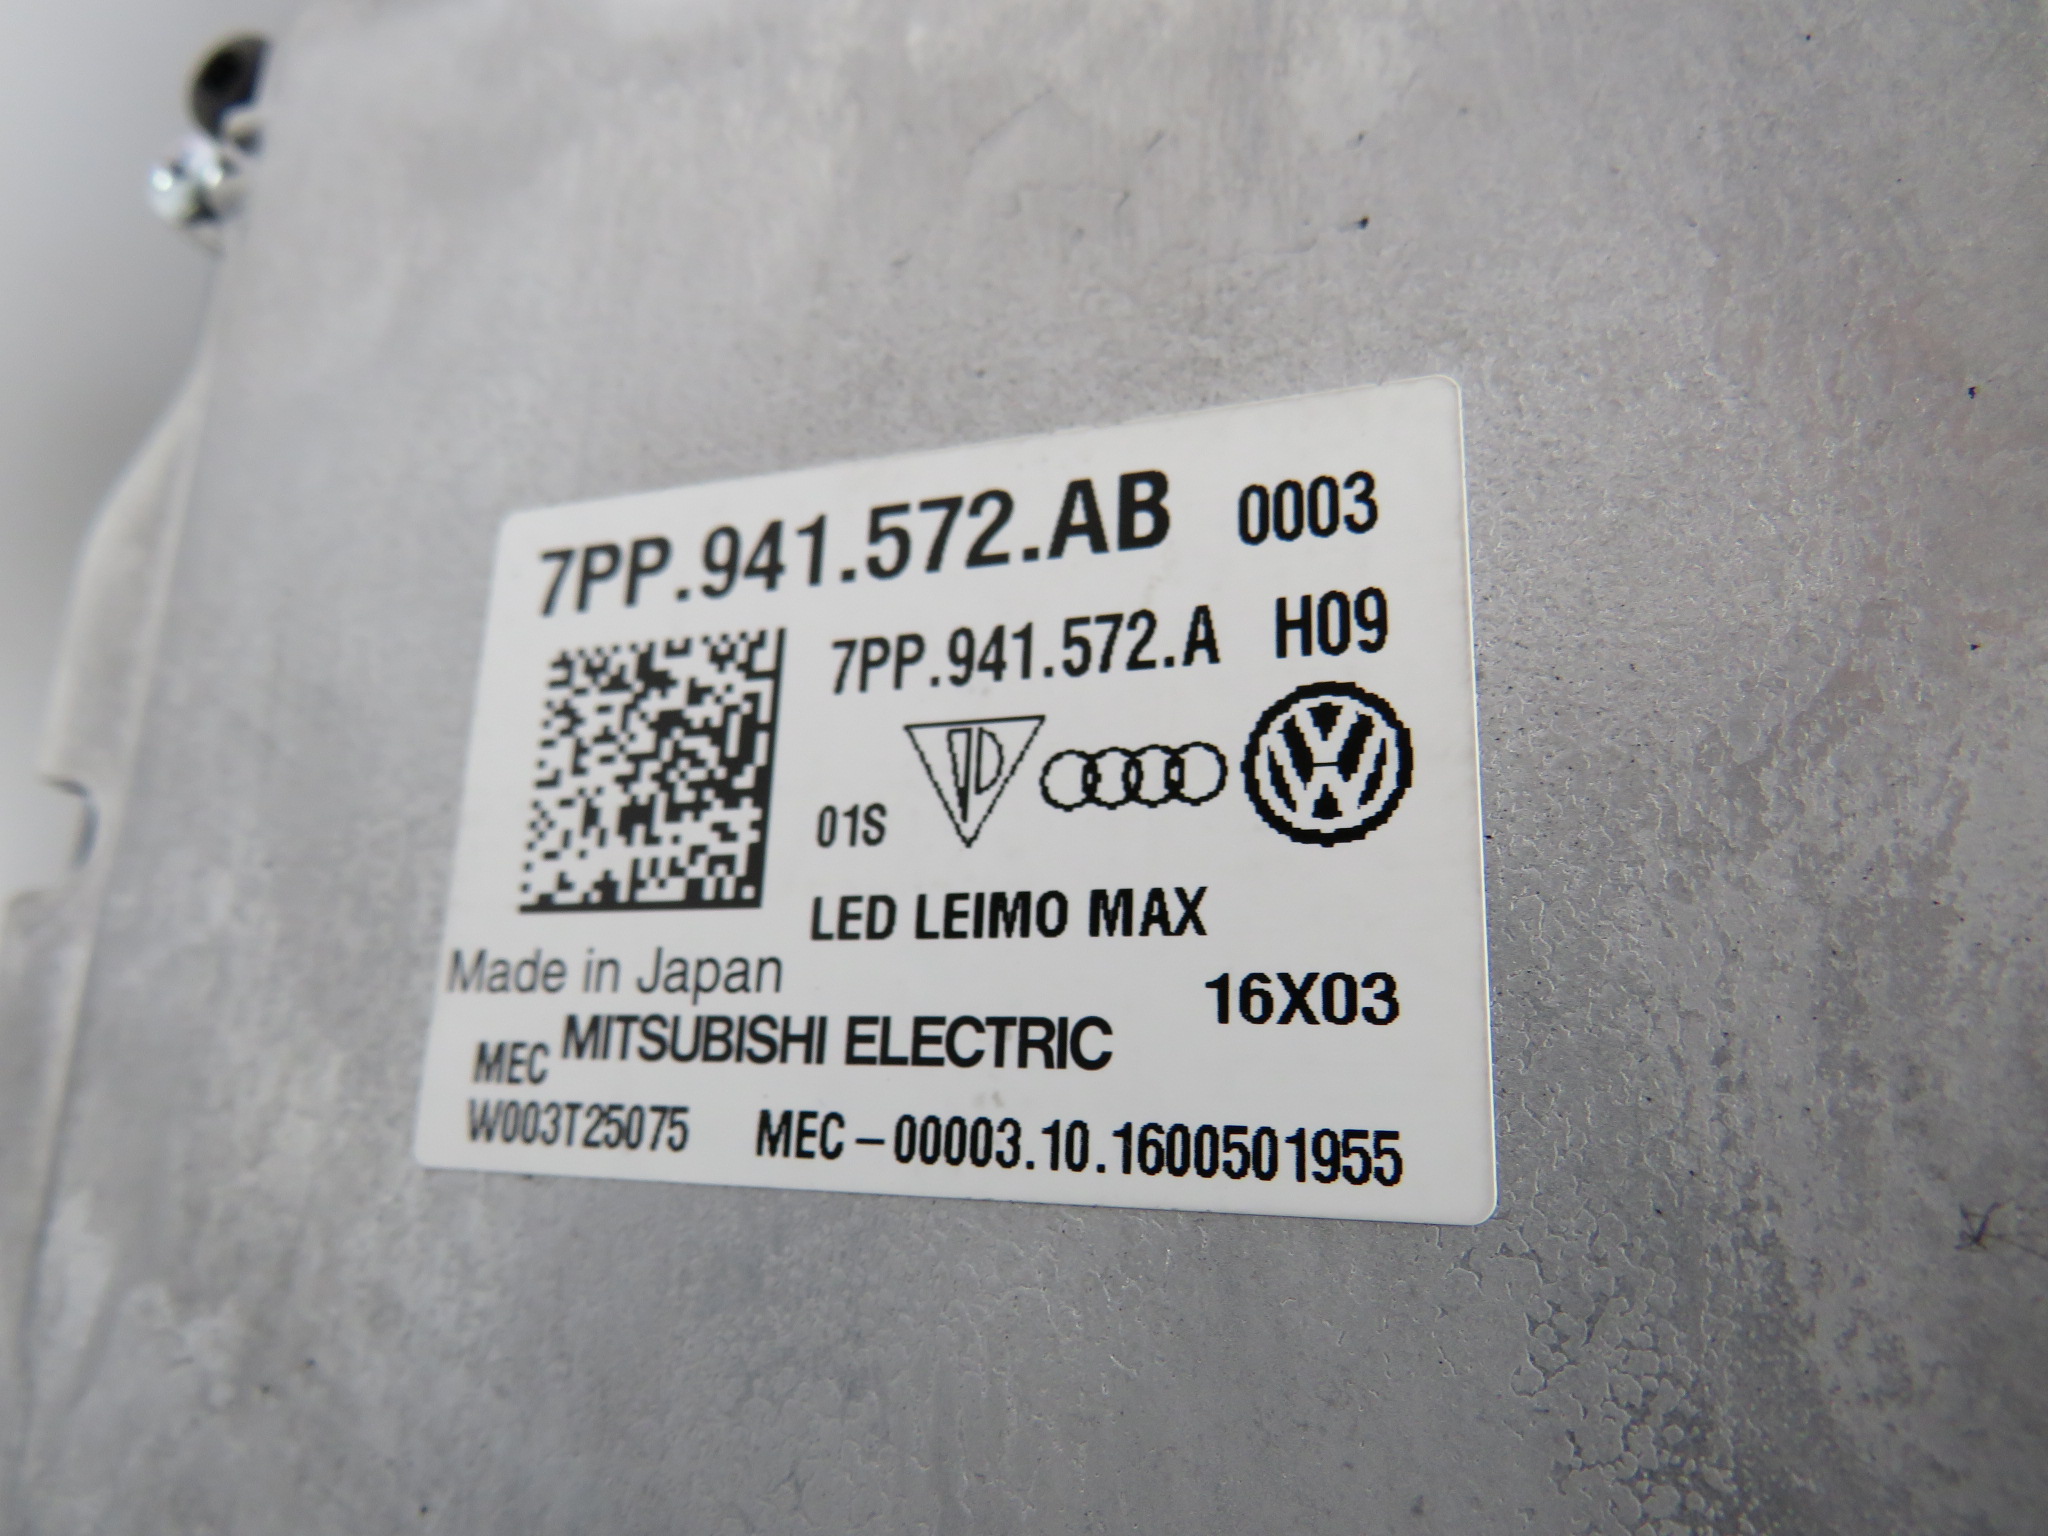 7PP.941.572.AB 0003
7PP.941.572.A H09
01S
LED LEIMO MAX
Made in Japan
16X03
MEC MITSUBISHI ELECTRIC
W003T25075 MEC-00003.10.1600501955